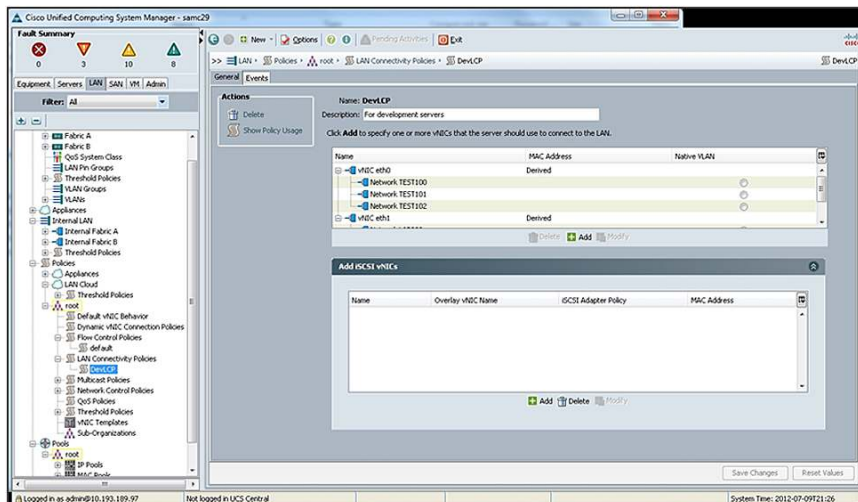 Cisco Unified Computing System Manager - samc29
Fault Summary
0 3 10 8
New Options Pending Activities Exit
>> LAN Policies root LAN Connectivity Policies DevLCP DevLCP
General Events
Equipment Servers LAN SAN VM Admin
Filter: All
Fabric A
Fabric B
QoS System Class
LAN Pin Groups
Threshold Policies
VLAN Groups
VLANs
Appliances
Internal LAN
Internal Fabric A
Internal Fabric B
Threshold Policies
Policies
Appliances
LAN Cloud
Threshold Policies
root
Default vNIC Behavior
Dynamic vNIC Connection Policies
Flow Control Policies
default
LAN Connectivity Policies
DevLCP
Multicast Policies
Network Control Policies
QoS Policies
Threshold Policies
vNIC Templates
Sub-Organizations
Pools
root
IP Pools
MAC Pools
Actions
Delete
Show Policy Usage
Name: DevLCP
Description: For development servers
Click Add to specify one or more vNICs that the server should use to connect to the LAN.
Name MAC Address Native VLAN
vNIC eth0 Derived
Network TEST100
Network TEST101
Network TEST102
vNIC eth1 Derived
Delete Add Modify
Add iSCSI vNICs
Name Overlay vNIC Name iSCSI Adapter Policy MAC Address
Add Delete Modify
Save Changes Reset Values
Logged in as admin@10.193.189.97 Not logged in UCS Central System Time: 2012-07-09T21:26